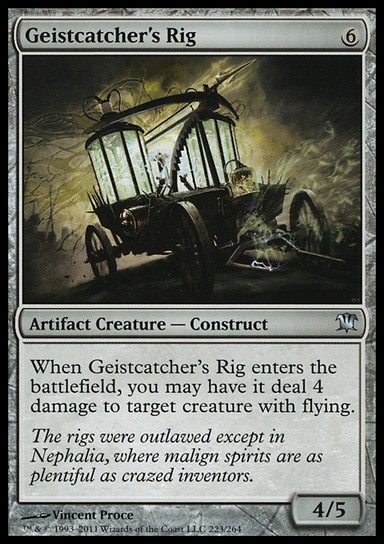 Geistcatcher's Rig 6
Artifact Creature — Construct
When Geistcatcher's Rig enters the
battlefield, you may have it deal 4
damage to target creature with flying.
The rigs were outlawed except in
Nephalia, where malign spirits are as
plentiful as crazed inventors.
4/5
Vincent Proce
™ & © 1993–2011 Wizards of the Coast LLC 223/264